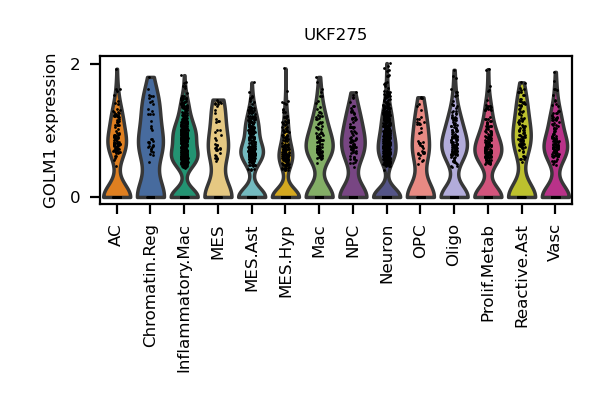 UKF275
GOLM1 expression
2
0
AC
Chromatin.Reg
Inflammatory.Mac
MES
MES.Ast
MES.Hyp
Mac
NPC
Neuron
OPC
Oligo
Prolif.Metab
Reactive.Ast
Vasc